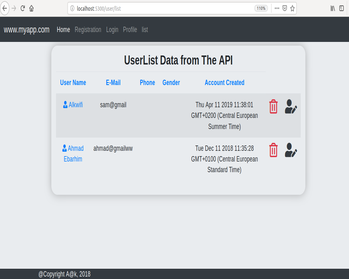 localhost:3000/user/list
110%
www.myapp.com Home Registration Login Profile list
UserList Data from The API
User Name E-Mail Phone Gender Account Created
Alkwifi sam@gmail Thu Apr 11 2019 11:38:01
GMT+0200 (Central European
Summer Time)
Ahmad ahmad@gmailww Tue Dec 11 2018 11:35:28
Ebarhim GMT+0100 (Central European
Standard Time)
@Copyright A@k, 2018